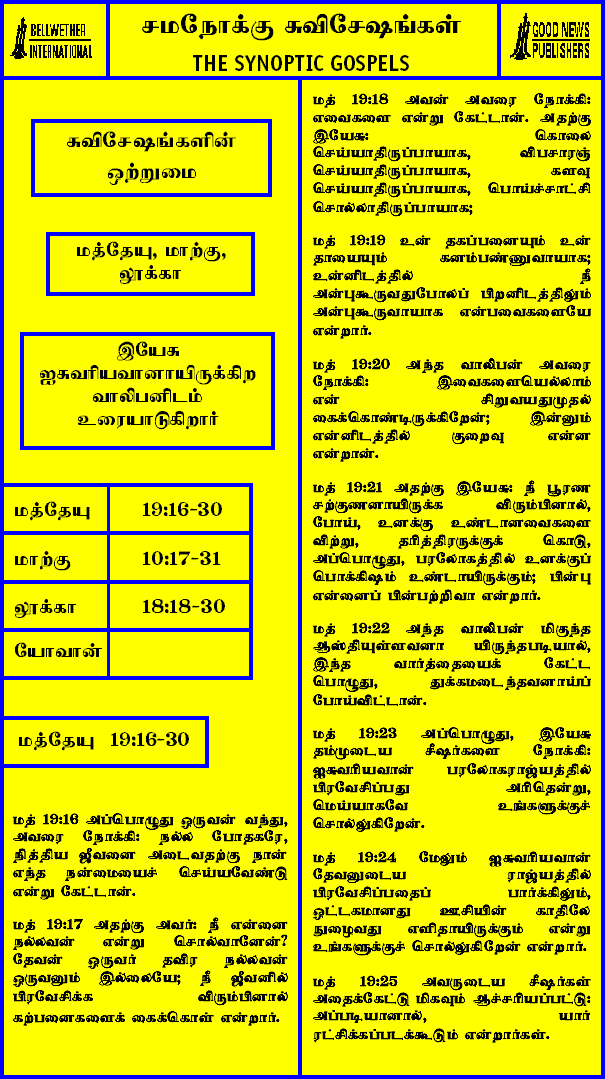 BELLWETHER
INTERNATIONAL
சமநோக்கு சுவிசேஷங்கள்
THE SYNOPTIC GOSPELS
GOOD NEWS
PUBLISHERS
சுவிசேஷங்களின்
ஒற்றுமை
மத்தேயு, மாற்கு,
லூக்கா
இயேசு
ஐசுவரியவானாயிருக்கிற
வாலிபனிடம்
உரையாடுகிறார்
மத்தேயு 19:16-30
மாற்கு 10:17-31
லூக்கா 18:18-30
யோவான்
மத்தேயு 19:16-30
மத் 19:16 அப்பொழுது ஒருவன் வந்து,
அவரை நோக்கி: நல்ல போதகரே,
நித்திய ஜீவனை அடைவதற்கு நான்
எந்த நன்மையைச் செய்யவேண்டு
என்று கேட்டான்.
மத் 19:17 அதற்கு அவர்: நீ என்னை
நல்லவன் என்று சொல்வானேன்?
தேவன் ஒருவர் தவிர நல்லவன்
ஒருவனும் இல்லையே; நீ ஜீவனில்
பிரவேசிக்க விரும்பினால்
கற்பனைகளைக் கைக்கொள் என்றார்.
மத் 19:18 அவன் அவரை நோக்கி:
எவைகளை என்று கேட்டான். அதற்கு
இயேசு: கொலை
செய்யாதிருப்பாயாக, விபசாரஞ்
செய்யாதிருப்பாயாக, களவு
செய்யாதிருப்பாயாக, பொய்ச்சாட்சி
சொல்லாதிருப்பாயாக;
மத் 19:19 உன் தகப்பனையும் உன்
தாயையும் கனம்பண்ணுவாயாக;
உன்னிடத்தில் நீ
அன்புகூருவதுபோலப் பிறனிடத்திலும்
அன்புகூருவாயாக என்பவைகளையே
என்றார்.
மத் 19:20 அந்த வாலிபன் அவரை
நோக்கி: இவைகளையெல்லாம்
என் சிறுவயதுமுதல்
கைக்கொண்டிருக்கிறேன்; இன்னும்
என்னிடத்தில் குறைவு என்ன
என்றான்.
மத் 19:21 அதற்கு இயேசு: நீ பூரண
சற்குணனாயிருக்க விரும்பினால்,
போய், உனக்கு உண்டானவைகளை
விற்று, தரித்திரருக்குக் கொடு,
அப்பொழுது, பரலோகத்தில் உனக்குப்
பொக்கிஷம் உண்டாயிருக்கும்; பின்பு
என்னைப் பின்பற்றிவா என்றார்.
மத் 19:22 அந்த வாலிபன் மிகுந்த
ஆஸ்தியுள்ளவனா யிருந்தபடியால்,
இந்த வார்த்தையைக் கேட்ட
பொழுது, துக்கமடைந்தவனாய்ப்
போய்விட்டான்.
மத் 19:23 அப்பொழுது, இயேசு
தம்முடைய சீஷர்களை நோக்கி:
ஐசுவரியவான் பரலோகராஜ்யத்தில்
பிரவேசிப்பது அரிதென்று,
மெய்யாகவே உங்களுக்குச்
சொல்லுகிறேன்.
மத் 19:24 மேலும் ஐசுவரியவான்
தேவனுடைய ராஜ்யத்தில்
பிரவேசிப்பதைப் பார்க்கிலும்,
ஒட்டகமானது ஊசியின் காதிலே
நுழைவது எளிதாயிருக்கும் என்று
உங்களுக்குச் சொல்லுகிறேன் என்றார்.
மத் 19:25 அவருடைய சீஷர்கள்
அதைக்கேட்டு மிகவும் ஆச்சரியப்பட்டு:
அப்படியானால், யார்
ரட்சிக்கப்படக்கூடும் என்றார்கள்.